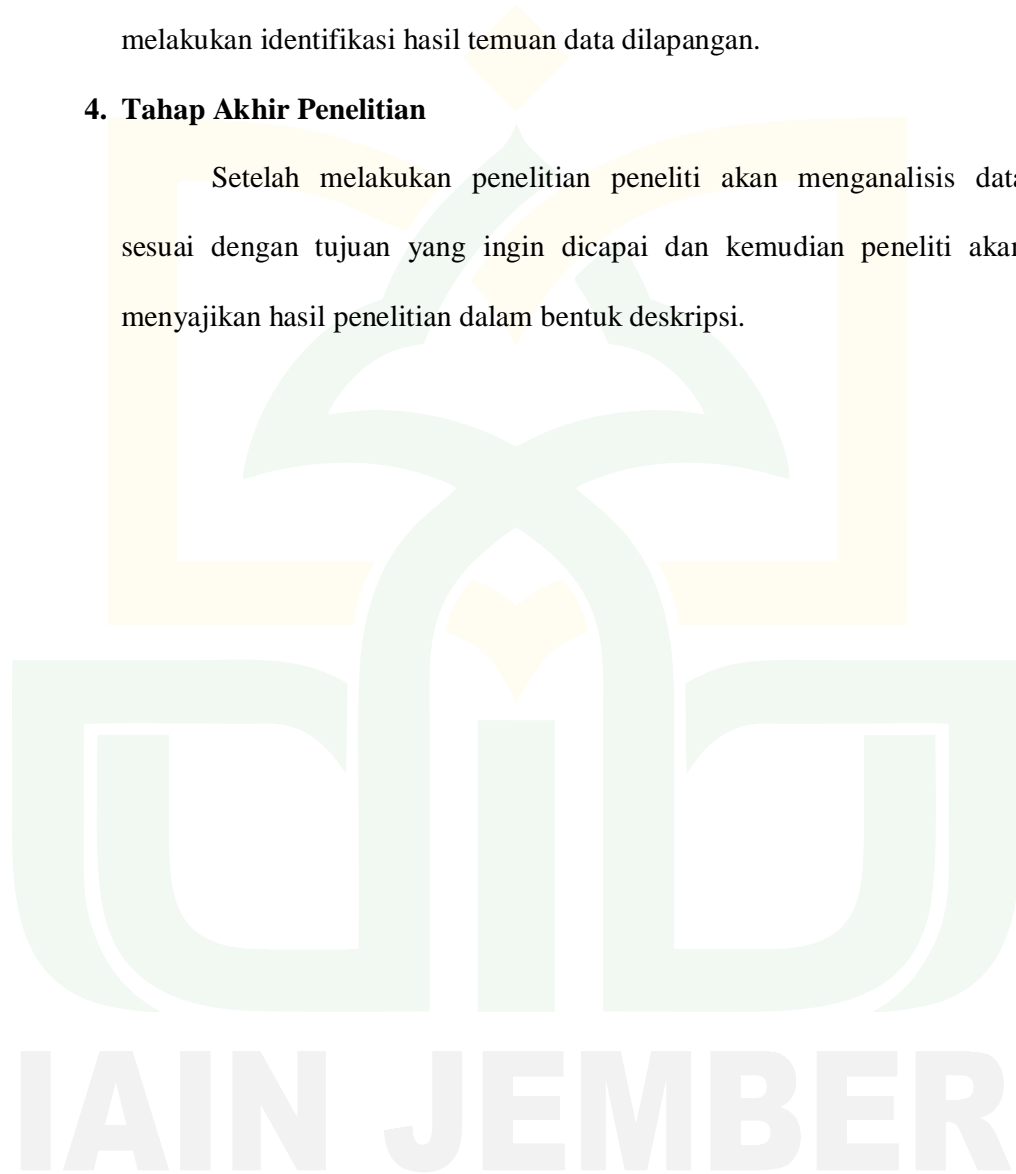 melakukan identifikasi hasil temuan data dilapangan.
4. Tahap Akhir Penelitian
Setelah melakukan penelitian peneliti akan menganalisis data
sesuai dengan tujuan yang ingin dicapai dan kemudian peneliti akan
menyajikan hasil penelitian dalam bentuk deskripsi.
IAIN JEMBER